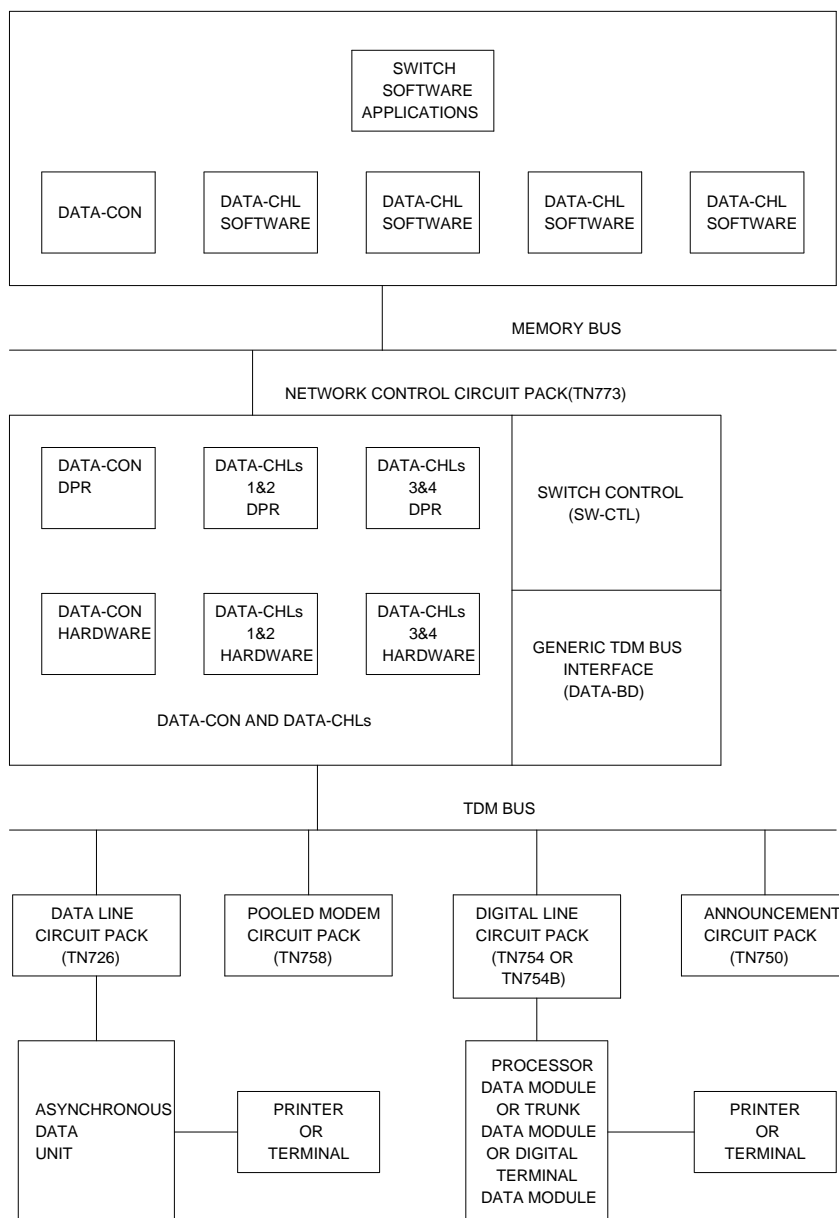 SWITCH
SOFTWARE
APPLICATIONS
DATA-CON
DATA-CHL
SOFTWARE
DATA-CHL
SOFTWARE
DATA-CHL
SOFTWARE
DATA-CHL
SOFTWARE
MEMORY BUS
NETWORK CONTROL CIRCUIT PACK(TN773)
DATA-CON
DPR
DATA-CHLs
1&2
DPR
DATA-CHLs
3&4
DPR
SWITCH CONTROL
(SW-CTL)
DATA-CON
HARDWARE
DATA-CHLs
1&2
HARDWARE
DATA-CHLs
3&4
HARDWARE
GENERIC TDM BUS
INTERFACE
(DATA-BD)
DATA-CON AND DATA-CHLs
TDM BUS
DATA LINE
CIRCUIT PACK
(TN726)
POOLED MODEM
CIRCUIT PACK
(TN758)
DIGITAL LINE
CIRCUIT PACK
(TN754 OR
TN754B)
ANNOUNCEMENT
CIRCUIT PACK
(TN750)
ASYNCHRONOUS
DATA
UNIT
PRINTER
OR
TERMINAL
PROCESSOR
DATA MODULE
OR TRUNK
DATA MODULE
OR DIGITAL
TERMINAL
DATA MODULE
PRINTER
OR
TERMINAL